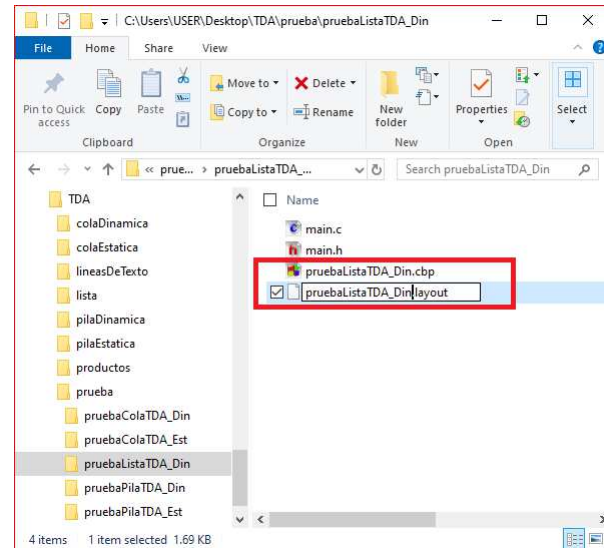 C:\Users\USER\Desktop\TDA\prueba\pruebaListaTDA_Din
File Home Share View
Pin to Quick access
Copy
Paste
Move to
Copy to
Delete
Rename
New folder
Properties
Select
Clipboard Organize New Open
« prue... › pruebaListaTDA_...
Search pruebaListaTDA_Din
TDA
colaDinamica
colaEstatica
lineasDeTexto
lista
pilaDinamica
pilaEstatica
productos
prueba
pruebaColaTDA_Din
pruebaColaTDA_Est
pruebaListaTDA_Din
pruebaPilaTDA_Din
pruebaPilaTDA_Est
Name
main.c
main.h
pruebaListaTDA_Din.cbp
pruebaListaTDA_Din.layout
4 items 1 item selected 1.69 KB